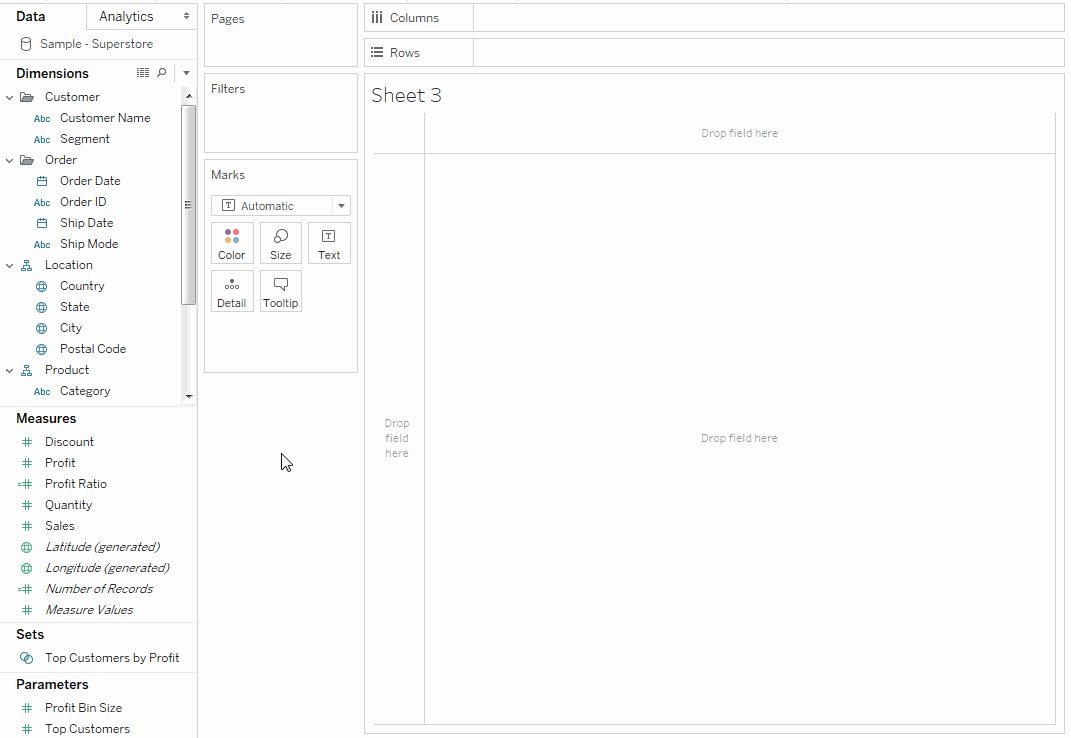 Data
Analytics
Sample - Superstore
Dimensions
Customer
Abc Customer Name
Abc Segment
Order
Order Date
Abc Order ID
Ship Date
Abc Ship Mode
Location
Country
State
City
Postal Code
Product
Abc Category
Measures
# Discount
# Profit
=# Profit Ratio
# Quantity
# Sales
Latitude (generated)
Longitude (generated)
=# Number of Records
# Measure Values
Sets
Top Customers by Profit
Parameters
# Profit Bin Size
# Top Customers
Pages
Filters
Marks
T Automatic
Color
Size
T Text
Detail
Tooltip
Columns
Rows
Sheet 3
Drop field here
Drop
field
here
Drop field here